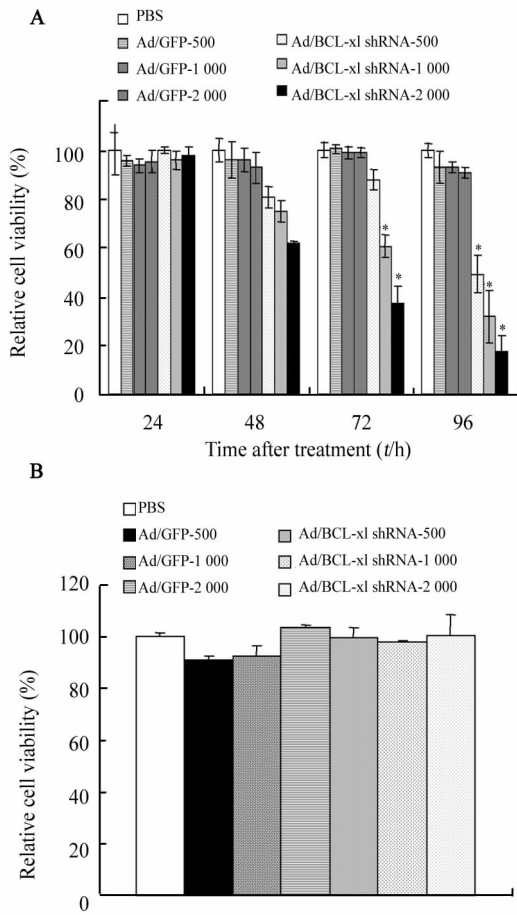 A
PBS
Ad/GFP-500
Ad/GFP-1 000
Ad/GFP-2 000
Ad/BCL-xl shRNA-500
Ad/BCL-xl shRNA-1 000
Ad/BCL-xl shRNA-2 000
Relative cell viability (%)
120
100
80
60
40
20
0
* * * * *
24 48 72 96
Time after treatment (t/h)
B
PBS
Ad/GFP-500
Ad/GFP-1 000
Ad/GFP-2 000
Ad/BCL-xl shRNA-500
Ad/BCL-xl shRNA-1 000
Ad/BCL-xl shRNA-2 000
Relative cell viability (%)
120
100
80
60
40
20
0